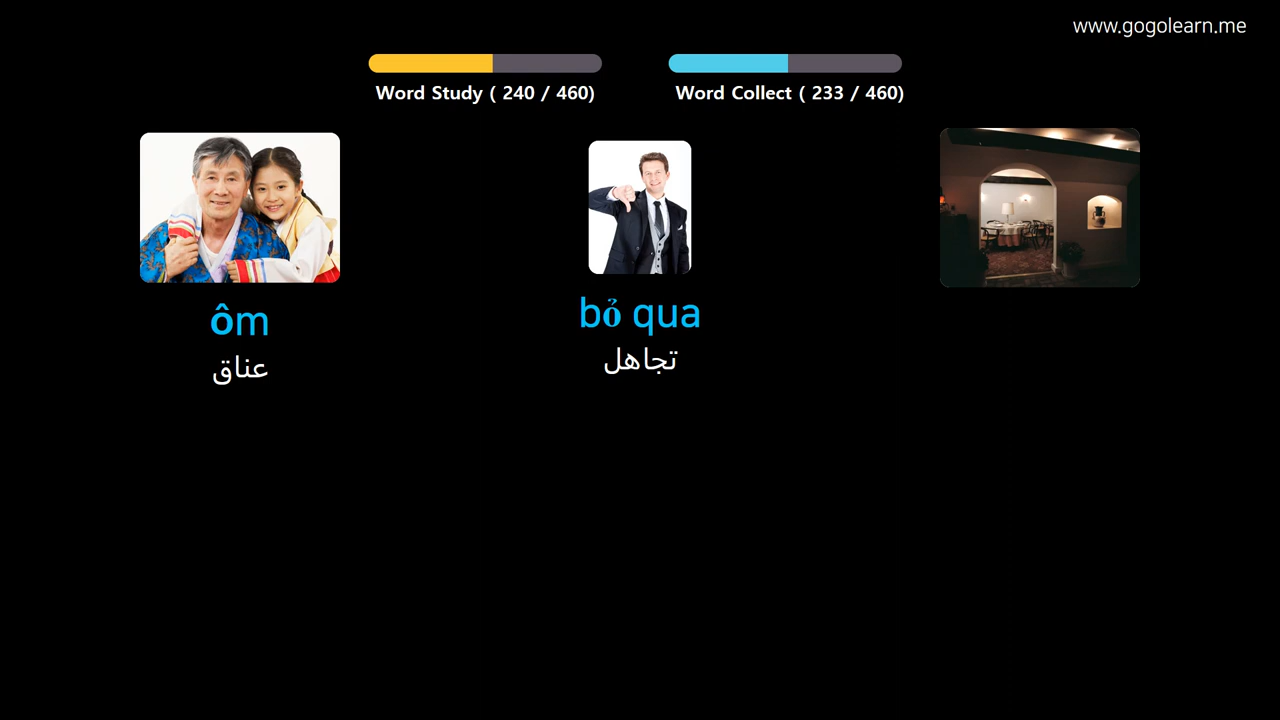 www.gogolearn.me
Word Study ( 240 / 460)
Word Collect ( 233 / 460)
ôm
عناق
bỏ qua
تجاهل